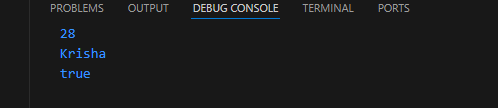 PROBLEMS OUTPUT DEBUG CONSOLE TERMINAL PORTS
28
Krisha
true